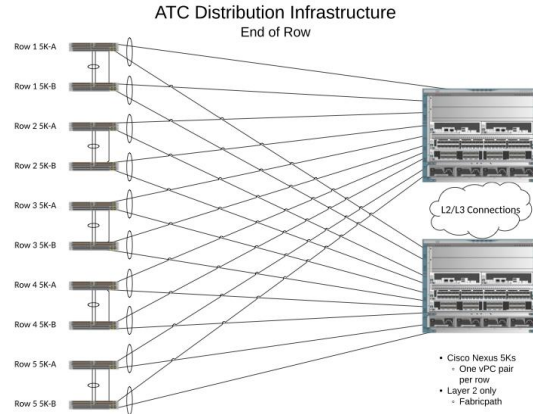 ATC Distribution Infrastructure
End of Row
Row 1 5K-A
Row 1 5K-B
Row 2 5K-A
Row 2 5K-B
Row 3 5K-A
Row 3 5K-B
Row 4 5K-A
Row 4 5K-B
Row 5 5K-A
Row 5 5K-B
L2/L3 Connections
• Cisco Nexus 5Ks
◦ One vPC pair
per row
• Layer 2 only
◦ Fabricpath